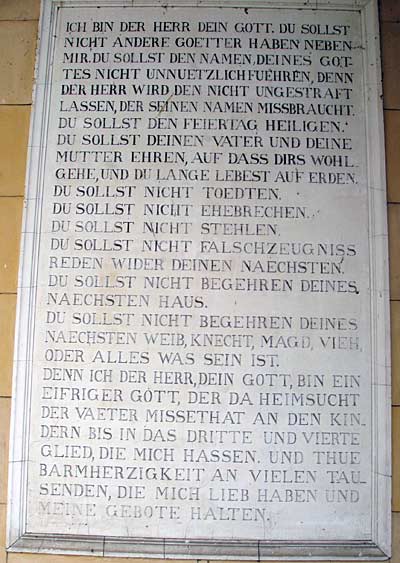 ICH BIN DER HERR DEIN GOTT. DU SOLLST
NICHT ANDERE GOETTER HABEN NEBEN
MIR. DU SOLLST DEN NAMEN, DEINES GOT-
TES NICHT UNNUETZLICH FUEHREN, DENN
DER HERR WIRD DEN NICHT UNGESTRAFT
LASSEN, DER SEINEN NAMEN MISSBRAUCHT.
DU SOLLST DEN FEIERTAG HEILIGEN.
DU SOLLST DEINEN VATER UND DEINE
MUTTER EHREN, AUF DASS DIRS WOHL-
GEHE, UND DU LANGE LEBEST AUF ERDEN.
DU SOLLST NICHT TOEDTEN.
DU SOLLST NICHT EHEBRECHEN.
DU SOLLST NICHT STEHLEN.
DU SOLLST NICHT FALSCH ZEUGNISS
REDEN WIDER DEINEN NAECHSTEN.
DU SOLLST NICHT BEGEHREN DEINES
NAECHSTEN HAUS.
DU SOLLST NICHT BEGEHREN DEINES
NAECHSTEN WEIB, KNECHT, MAGD, VIEH,
ODER ALLES WAS SEIN IST.
DENN ICH DER HERR, DEIN GOTT, BIN EIN
EIFRIGER GOTT, DER DA HEIMSUCHT
DER VAETER MISSETHAT AN DEN KIN-
DERN BIS IN DAS DRITTE UND VIERTE
GLIED, DIE MICH HASSEN. UND THUE
BARMHERZIGKEIT AN VIELEN TAU-
SENDEN, DIE MICH LIEB HABEN UND
MEINE GEBOTE HALTEN.